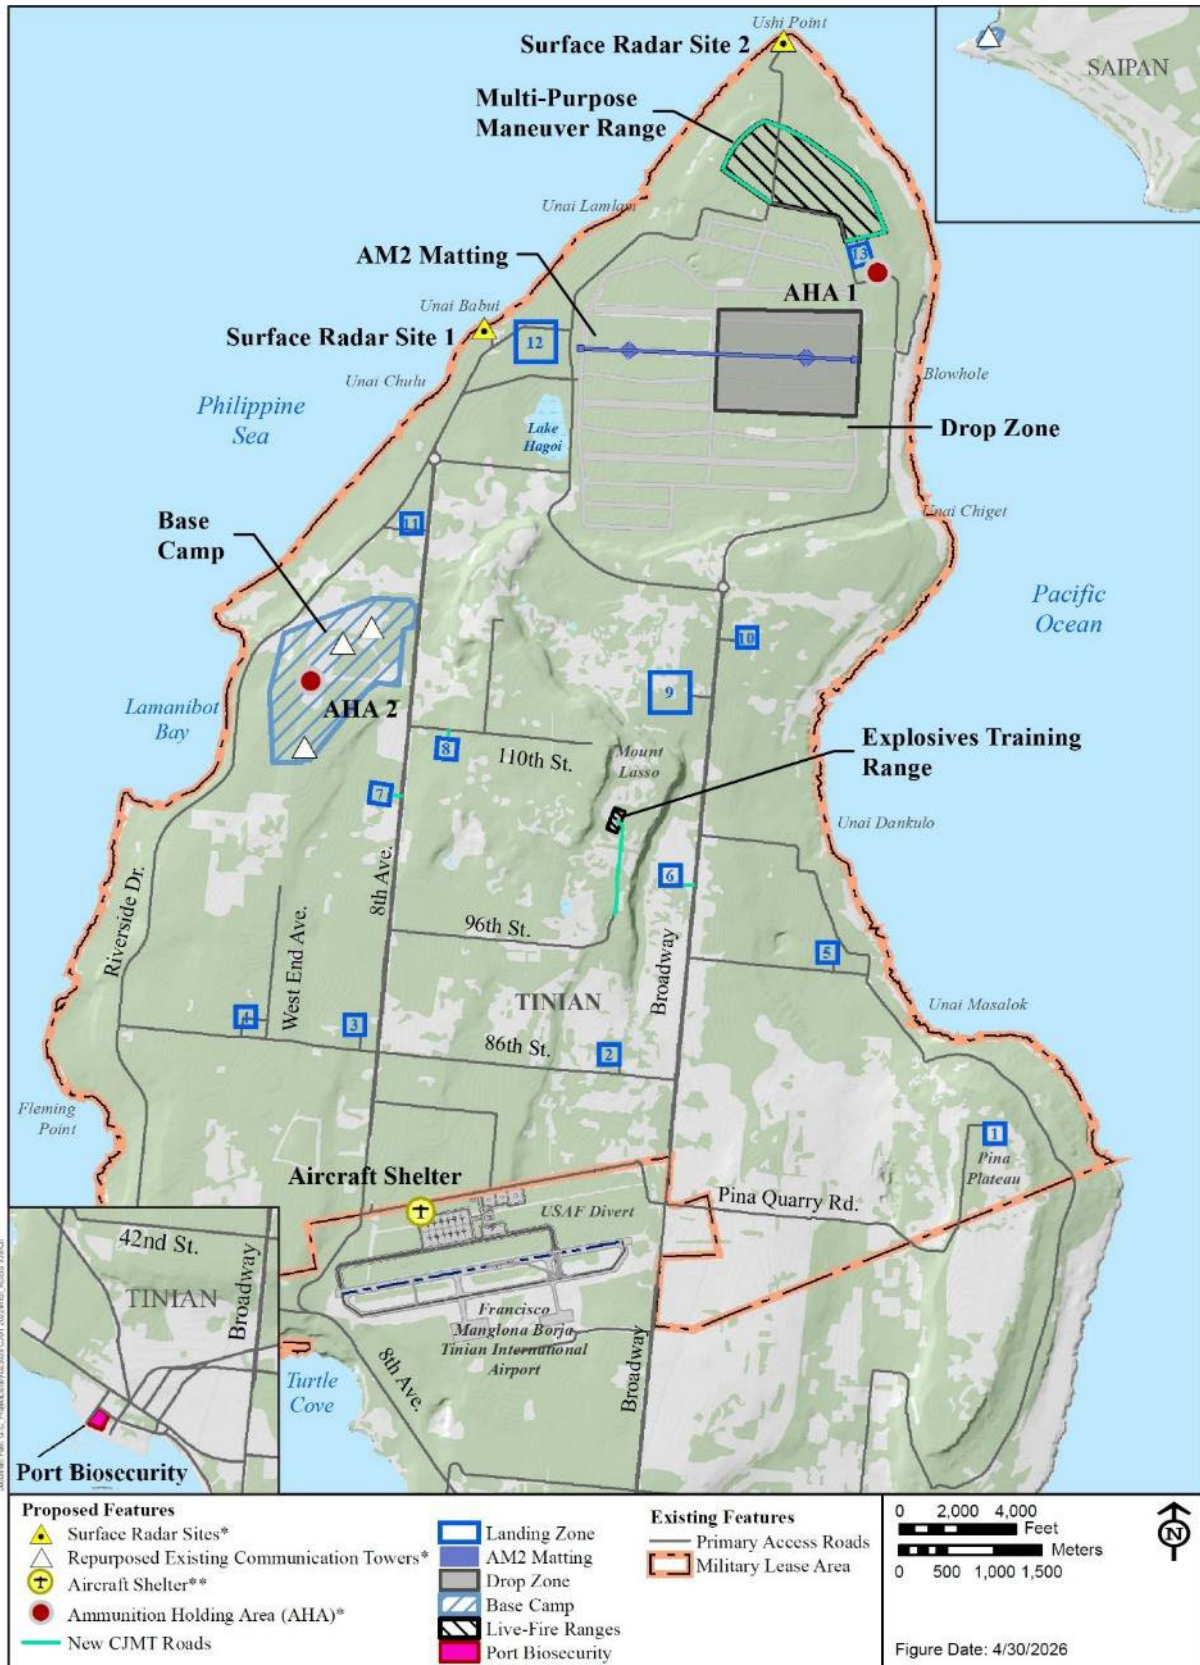 Ushi Point
Surface Radar Site 2
SAIPAN
Multi-Purpose
Maneuver Range
Unai Lamlam
13
AM2 Matting
AHA 1
Unai Babui
Surface Radar Site 1
12
Unai Chulu
Blowhole
Philippine
Sea
Lake
Hagoi
Drop Zone
Unai Chiget
Base
Camp
11
Pacific
Ocean
10
9
Lamanibot
Bay
AHA 2
8
110th St.
Mount
Lasso
Explosives Training
Range
7
Unai Dankulo
6
8th Ave.
Riverside Dr.
West End Ave.
96th St.
Broadway
5
TINIAN
Unai Masalok
4
3
86th St.
2
Fleming
Point
1
Pina
Plateau
Aircraft Shelter
Pina Quarry Rd.
USAF Divert
42nd St.
TINIAN
Broadway
Francisco
Manglona Borja
Tinian International
Airport
8th Ave.
Broadway
Turtle
Cove
Port Biosecurity
Proposed Features
Surface Radar Sites*
Repurposed Existing Communication Towers*
Aircraft Shelter**
Ammunition Holding Area (AHA)*
New CJMT Roads
Landing Zone
AM2 Matting
Drop Zone
Base Camp
Live-Fire Ranges
Port Biosecurity
Existing Features
Primary Access Roads
Military Lease Area
0 2,000 4,000
Feet
Meters
0 500 1,000 1,500
N
Figure Date: 4/30/2026